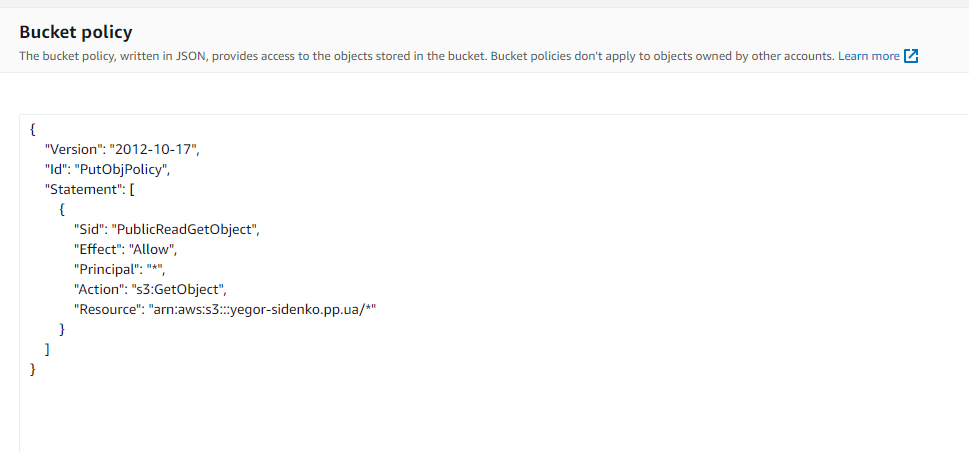 Bucket policy
The bucket policy, written in JSON, provides access to the objects stored in the bucket. Bucket policies don't apply to objects owned by other accounts. Learn more
{
"Version": "2012-10-17",
"Id": "PutObjPolicy",
"Statement": [
{
"Sid": "PublicReadGetObject",
"Effect": "Allow",
"Principal": "*",
"Action": "s3:GetObject",
"Resource": "arn:aws:s3:::yegor-sidenko.pp.ua/*"
}
]
}